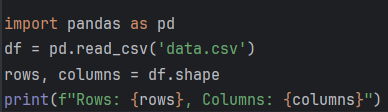 import pandas as pd
df = pd.read_csv('data.csv')
rows, columns = df.shape
print(f"Rows: {rows}, Columns: {columns}")